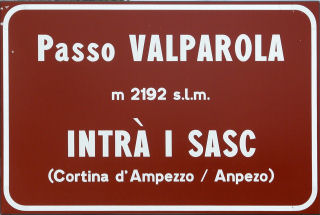 Passo VALPAROLA
m 2192 s.l.m.
INTRÀ I SASC
(Cortina d'Ampezzo / Anpezo)